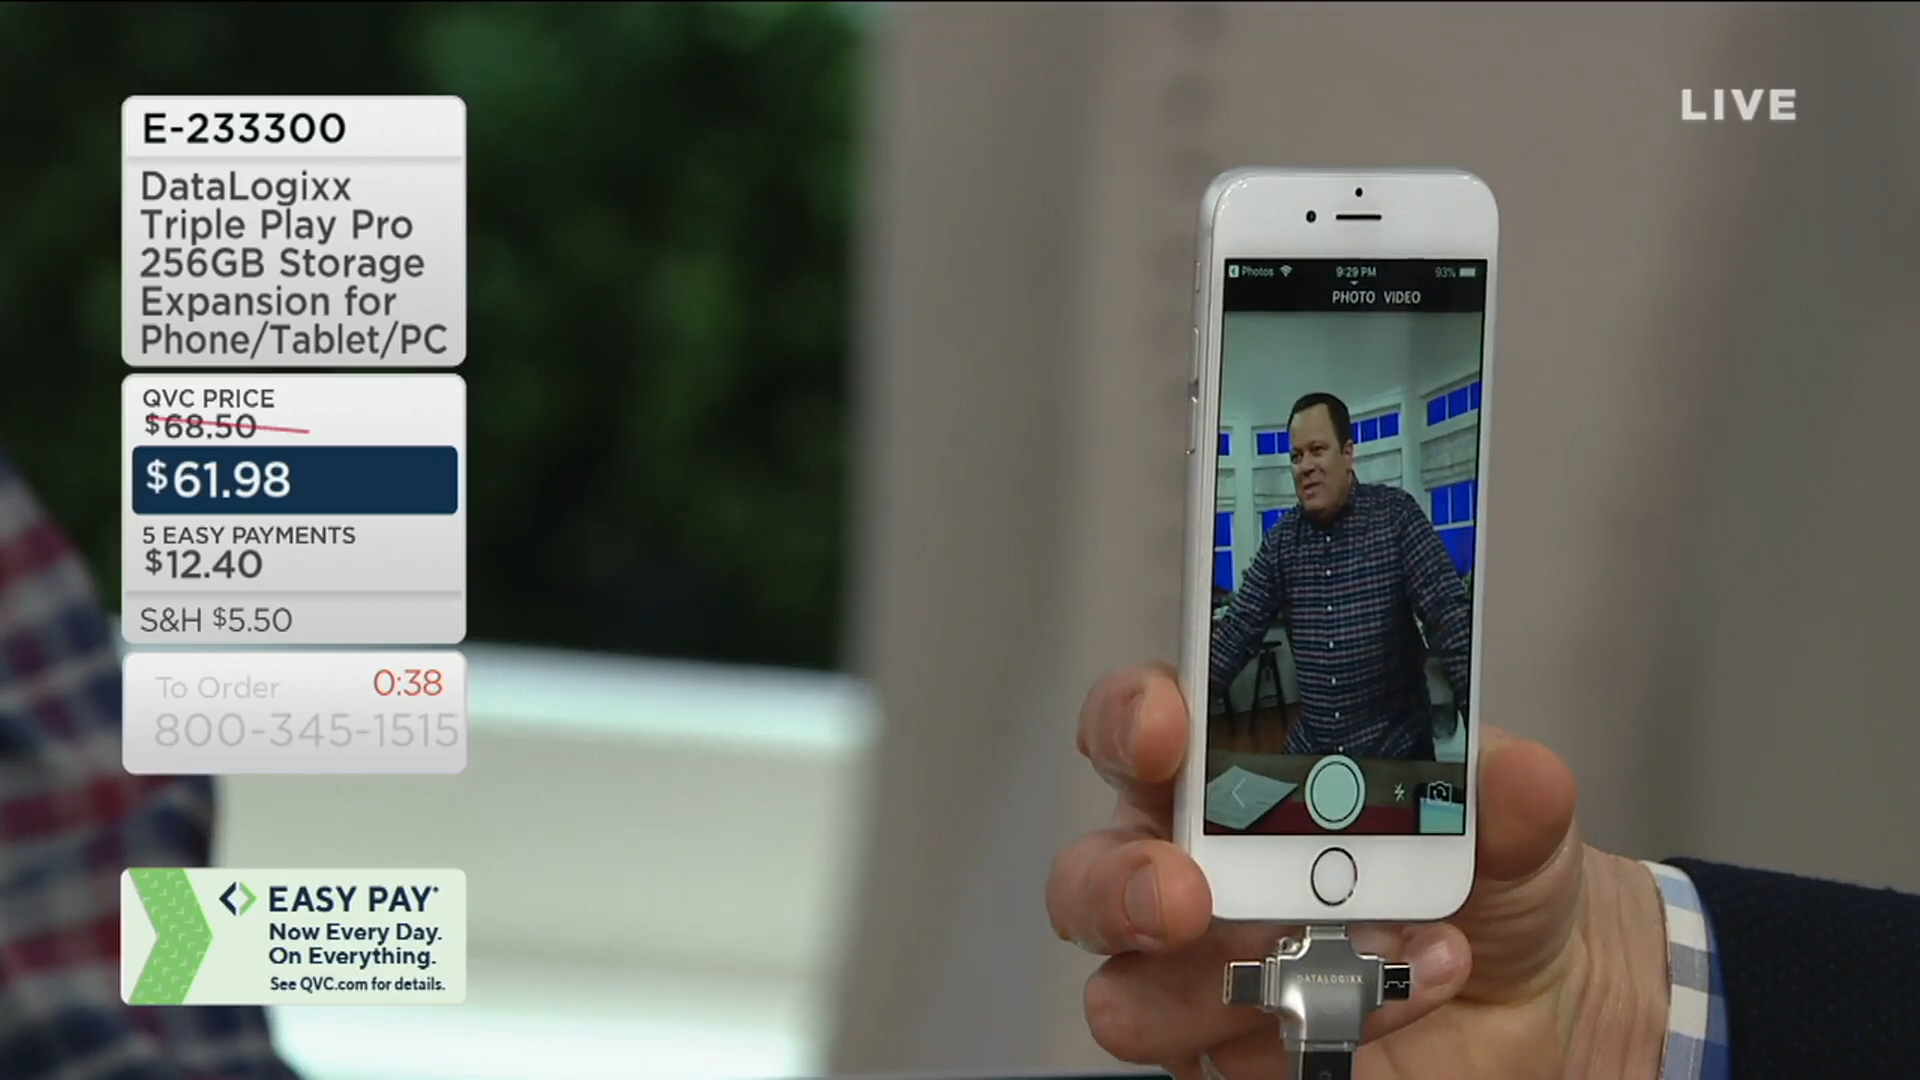 E-233300
DataLogixx
Triple Play Pro
256GB Storage
Expansion for
Phone/Tablet/PC
QVC PRICE
$68.50
$61.98
5 EASY PAYMENTS
$12.40
S&H $5.50
To Order 0:38
800-345-1515
EASY PAY*
Now Every Day.
On Everything.
See QVC.com for details.
LIVE
Photos 9:29 PM 93%
PHOTO VIDEO
DATALOGIXX